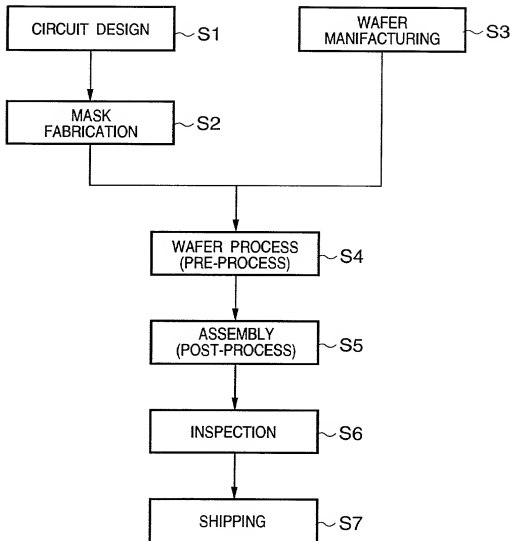 CIRCUIT DESIGN
S1
WAFER
MANIFACTURING
S3
MASK
FABRICATION
S2
WAFER PROCESS
(PRE-PROCESS)
S4
ASSEMBLY
(POST-PROCESS)
S5
INSPECTION
S6
SHIPPING
S7